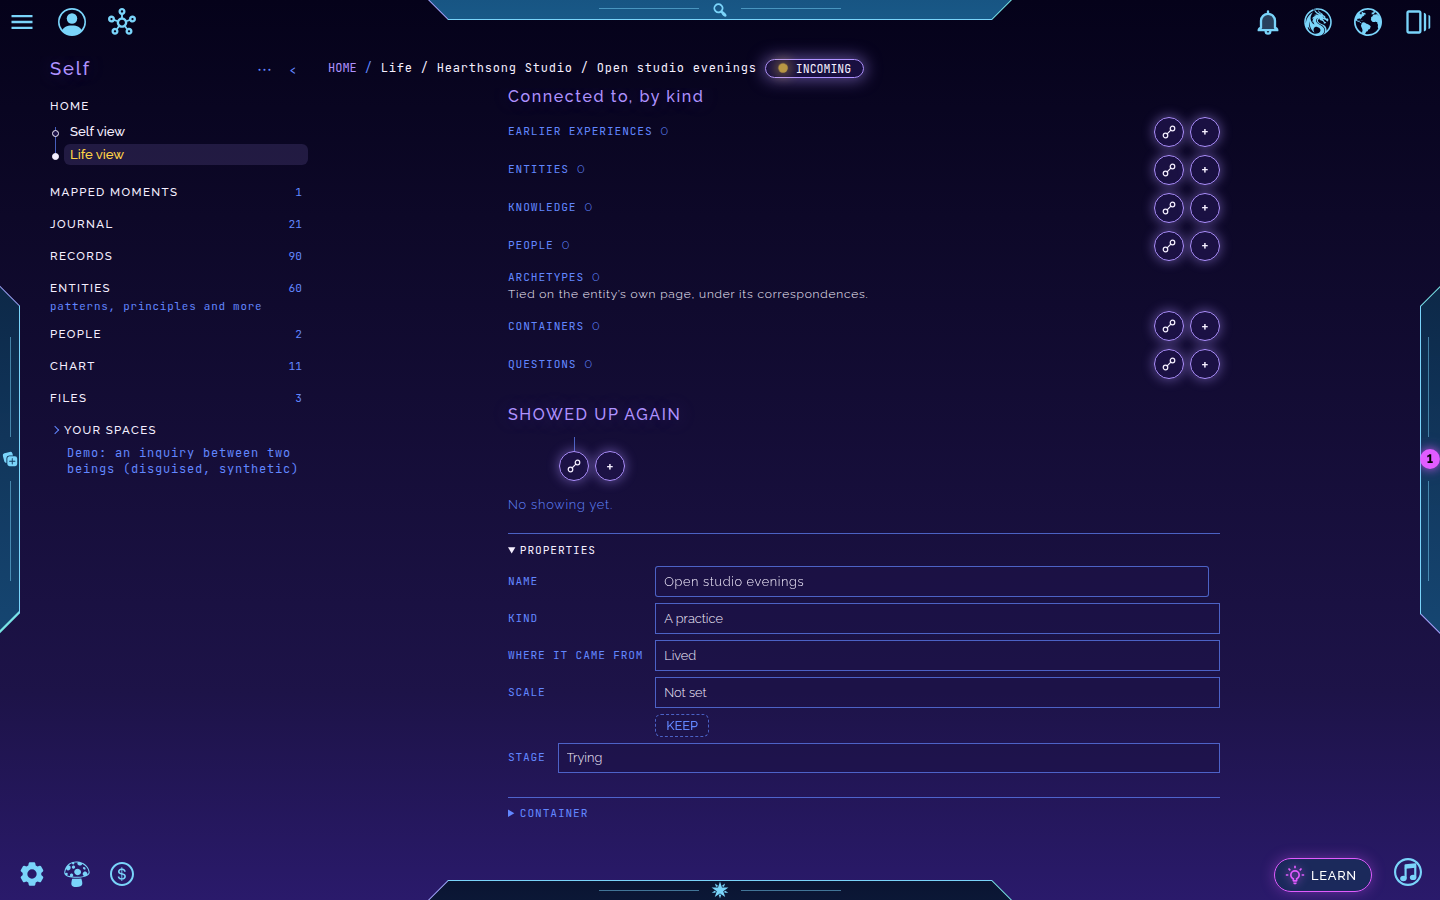 Self
...
<
HOME / Life / Hearthsong Studio / Open studio evenings
INCOMING
HOME
Self view
Life view
MAPPED MOMENTS 1
JOURNAL 21
RECORDS 90
ENTITIES 60
patterns, principles and more
PEOPLE 2
CHART 11
FILES 3
YOUR SPACES
Demo: an inquiry between two
beings (disguised, synthetic)
Connected to, by kind
EARLIER EXPERIENCES 0
ENTITIES 0
KNOWLEDGE 0
PEOPLE 0
ARCHETYPES 0
Tied on the entity's own page, under its correspondences.
CONTAINERS 0
QUESTIONS 0
SHOWED UP AGAIN
No showing yet.
PROPERTIES
NAME Open studio evenings
KIND A practice
WHERE IT CAME FROM Lived
SCALE Not set
KEEP
STAGE Trying
CONTAINER
1
LEARN